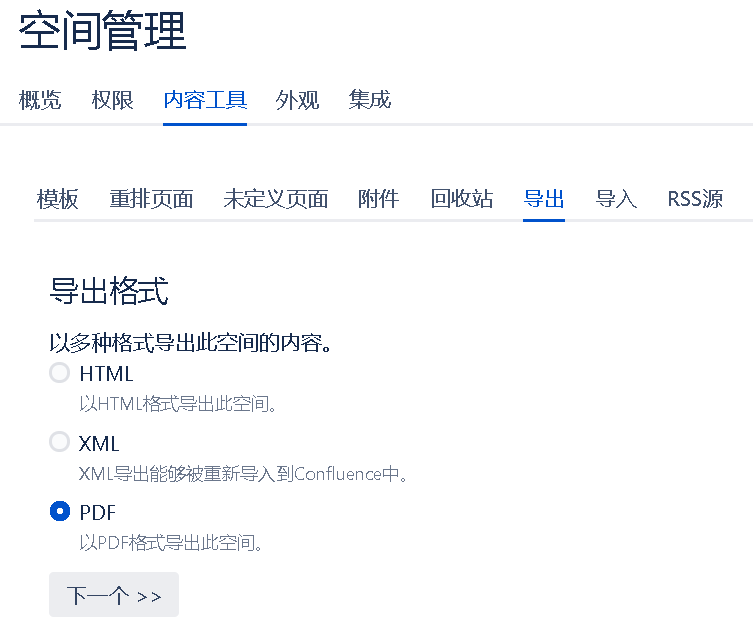 空间管理
概览 权限 内容工具 外观 集成
模板 重排页面 未定义页面 附件 回收站 导出 导入 RSS源
导出格式
以多种格式导出此空间的内容。
HTML
以HTML格式导出此空间。
XML
XML导出能够被重新导入到Confluence中。
PDF
以PDF格式导出此空间。
下一个 >>